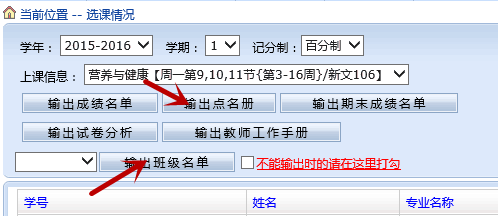 当前位置 -- 选课情况
学年： 2015-2016 学期： 1 记分制： 百分制
上课信息： 营养与健康【周一第9,10,11节{第3-16周}/新文106】
输出成绩名单 输出点名册 输出期末成绩名单
输出试卷分析 输出教师工作手册
输出班级名单 不能输出时的请在这里打勾
学号 姓名 专业名称